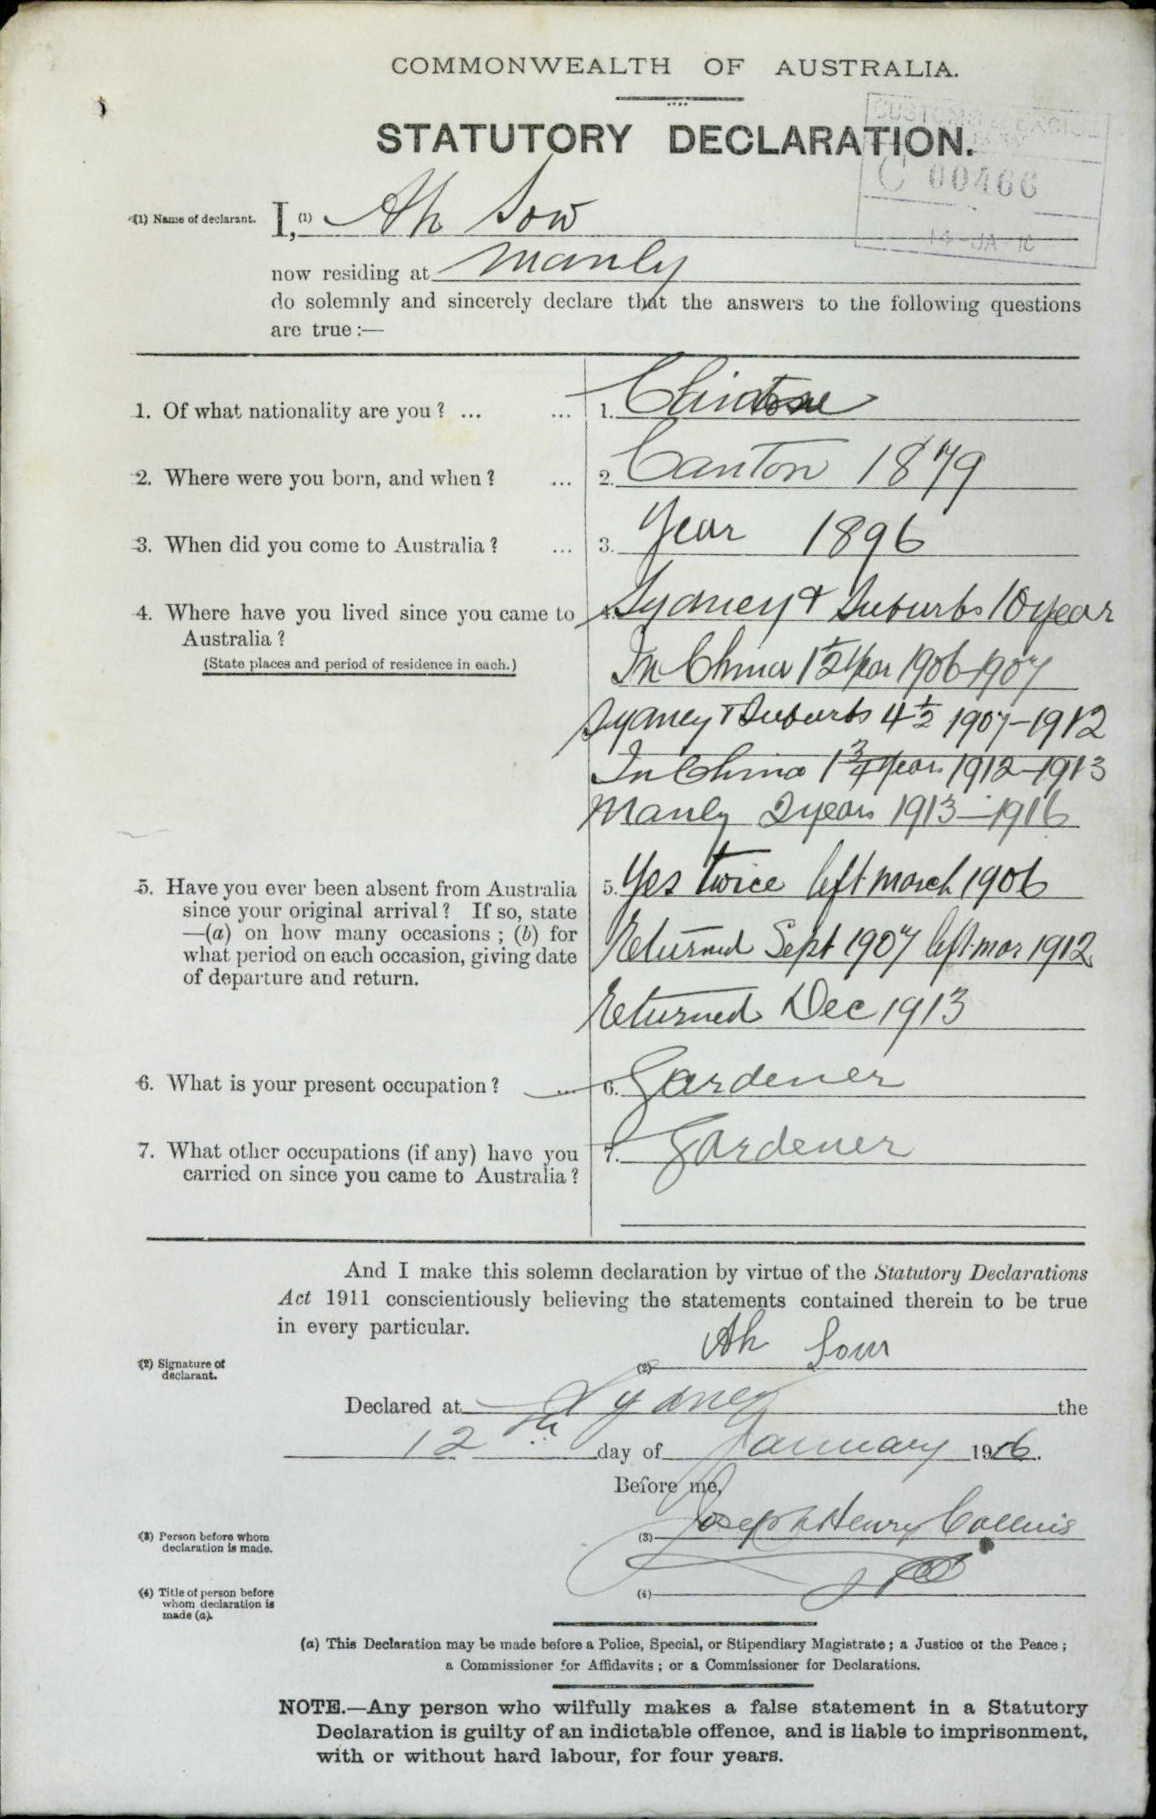 COMMONWEALTH OF AUSTRALIA.
STATUTORY DECLARATION.
CUSTOMS
C 00466
14 - JA - 16
(1) Name of declarant. I, (1) Ah Sow
now residing at Manly
do solemnly and sincerely declare that the answers to the following questions
are true :—
1. Of what nationality are you ? ... ... 1. Chinese
2. Where were you born, and when ? ... 2. Canton 1879
3. When did you come to Australia ? ... 3. Year 1896
4. Where have you lived since you came to 4. Sydney & Suburbs 10 year
Australia ?
(State places and period of residence in each.) In China 1½ year 1906-1907
Sydney & Suburbs 4½ 1907-1912
In China 1¾ years 1912-1913
Manly 2 years 1913-1916
5. Have you ever been absent from Australia 5. Yes twice left march 1906
since your original arrival ? If so, state
—(a) on how many occasions ; (b) for Returned Sept 1907 left mar 1912
what period on each occasion, giving date
of departure and return. Returned Dec 1913
6. What is your present occupation ? ... 6. Gardener
7. What other occupations (if any) have you 7. Gardener
carried on since you came to Australia ?
And I make this solemn declaration by virtue of the Statutory Declarations
Act 1911 conscientiously believing the statements contained therein to be true
in every particular.
(2) Signature of declarant. (2) Ah Sow
Declared at Sydney the
12th day of January 1916.
Before me,
(3) Person before whom declaration is made. (3) Joseph Henry Collins
(4) Title of person before whom declaration is made (a). (4) JP
(a) This Declaration may be made before a Police, Special, or Stipendiary Magistrate ; a Justice of the Peace ;
a Commissioner for Affidavits ; or a Commissioner for Declarations.
NOTE.—Any person who wilfully makes a false statement in a Statutory
Declaration is guilty of an indictable offence, and is liable to imprisonment,
with or without hard labour, for four years.